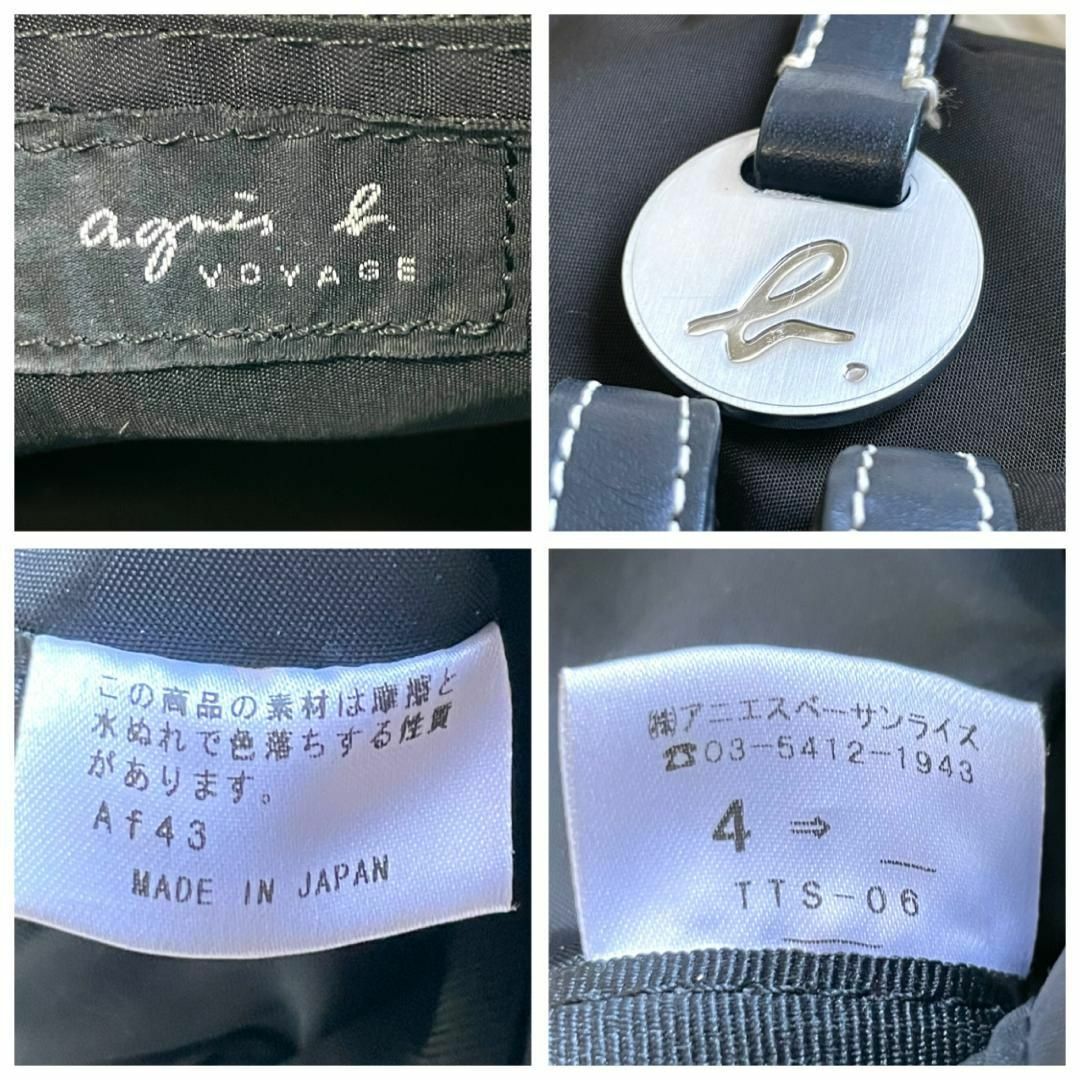 agnès b.
VOYAGE
b.
この商品の素材は摩擦と
水ぬれで色落ちする性質
があります。
Af43
MADE IN JAPAN
㈱アニエスベーサンライズ
☎03-5412-1943
4 ⇒
TTS-06